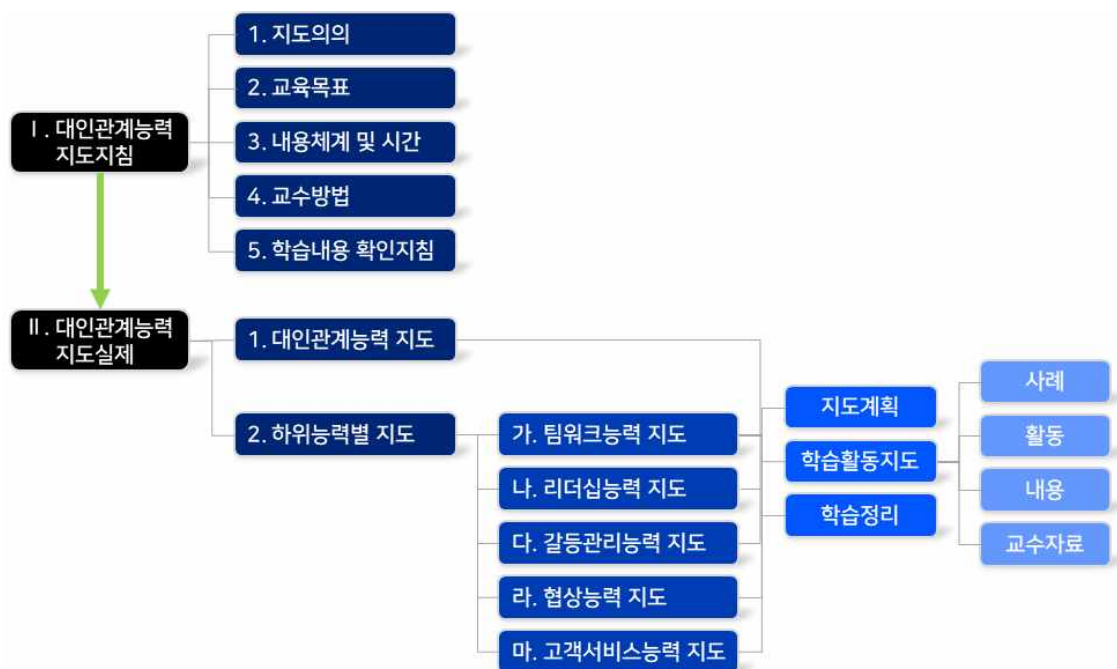 1. 지도의의
2. 교육목표
Ⅰ. 대인관계능력
지도지침
3. 내용체계 및 시간
4. 교수방법
5. 학습내용 확인지침
Ⅱ. 대인관계능력
지도실제
1. 대인관계능력 지도
2. 하위능력별 지도
가. 팀워크능력 지도
나. 리더십능력 지도
다. 갈등관리능력 지도
라. 협상능력 지도
마. 고객서비스능력 지도
지도계획
학습활동지도
학습정리
사례
활동
내용
교수자료